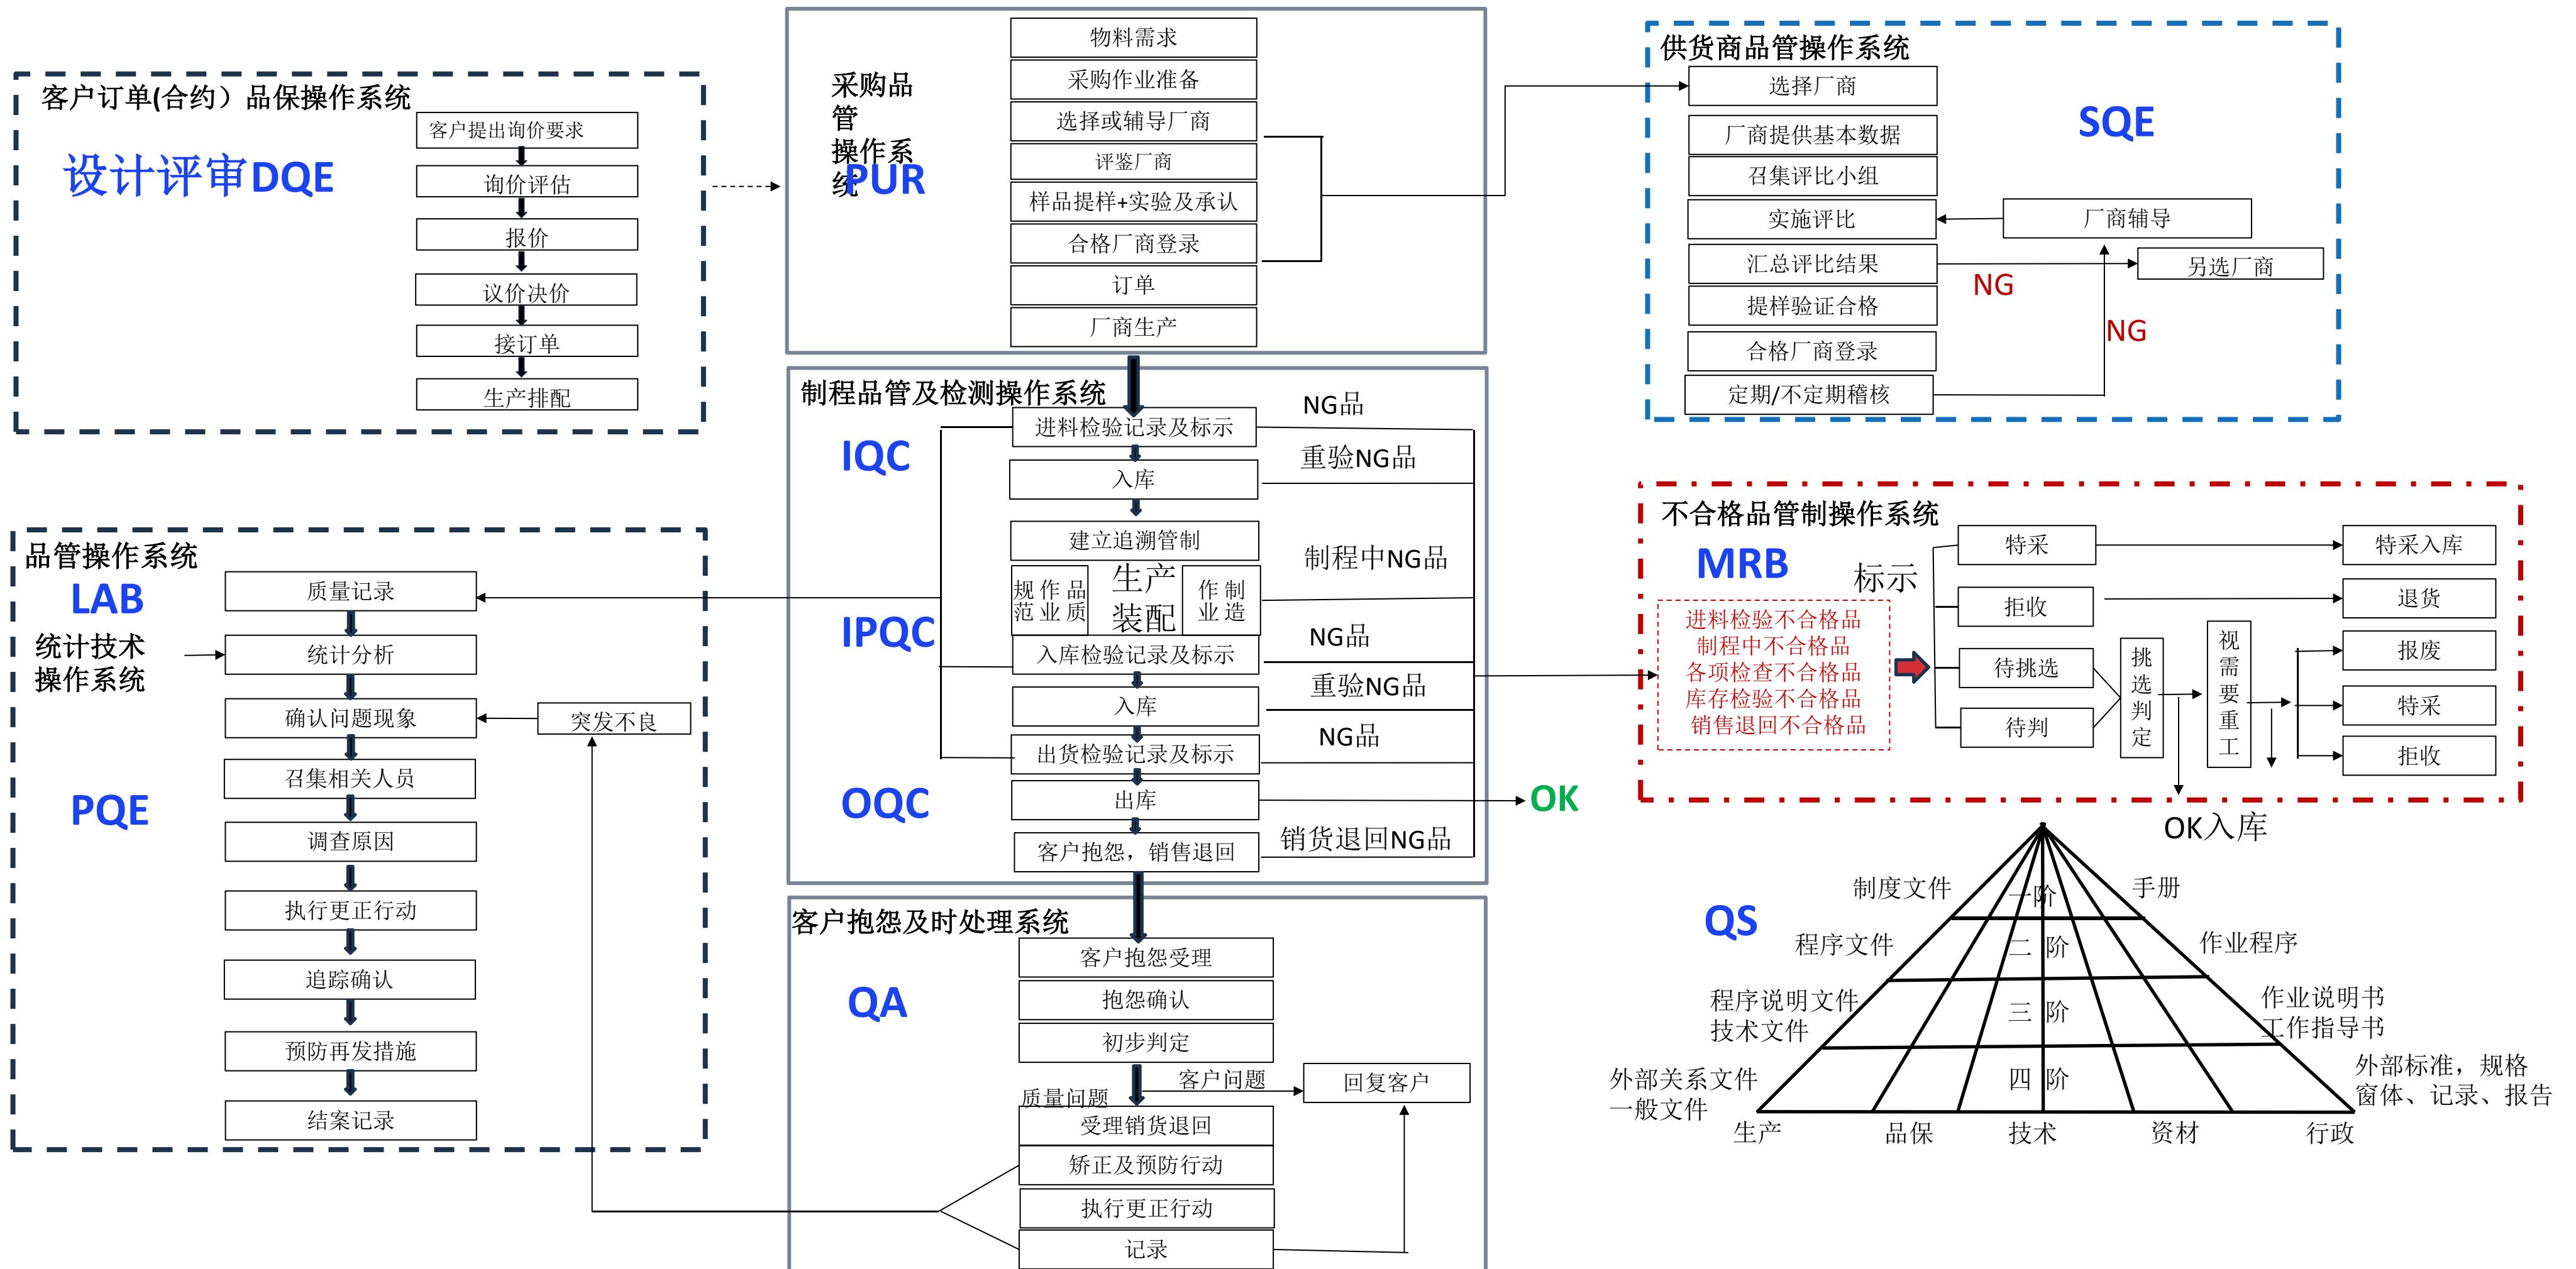 客户订单(合约）品保操作系统
设计评审DQE
客户提出询价要求
询价评估
报价
议价决价
接订单
生产排配
采购品
管
操作系
统
PUR
物料需求
采购作业准备
选择或辅导厂商
评鉴厂商
样品提样+实验及承认
合格厂商登录
订单
厂商生产
供货商品管操作系统
SQE
选择厂商
厂商提供基本数据
召集评比小组
实施评比
厂商辅导
汇总评比结果
NG
另选厂商
提样验证合格
NG
合格厂商登录
定期/不定期稽核
制程品管及检测操作系统
IQC
IPQC
OQC
进料检验记录及标示
入库
建立追溯管制
规 作 品
范 业 质
生产
装配
作 制
业 造
入库检验记录及标示
入库
出货检验记录及标示
出库
客户抱怨，销售退回
NG品
重验NG品
制程中NG品
NG品
重验NG品
NG品
OK
销货退回NG品
品管操作系统
LAB
统计技术
操作系统
PQE
质量记录
统计分析
确认问题现象
突发不良
召集相关人员
调查原因
执行更正行动
追踪确认
预防再发措施
结案记录
不合格品管制操作系统
MRB
标示
进料检验不合格品
制程中不合格品
各项检查不合格品
库存检验不合格品
销售退回不合格品
特采
拒收
待挑选
待判
挑
选
判
定
视
需
要
重
工
特采入库
退货
报废
特采
拒收
OK入库
客户抱怨及时处理系统
QA
客户抱怨受理
抱怨确认
初步判定
客户问题
回复客户
质量问题
受理销货退回
矫正及预防行动
执行更正行动
记录
QS
制度文件
一阶
手册
程序文件
二 阶
作业程序
程序说明文件
技术文件
三 阶
作业说明书
工作指导书
外部关系文件
一般文件
四 阶
外部标准，规格
窗体、记录、报告
生产
品保
技术
资材
行政